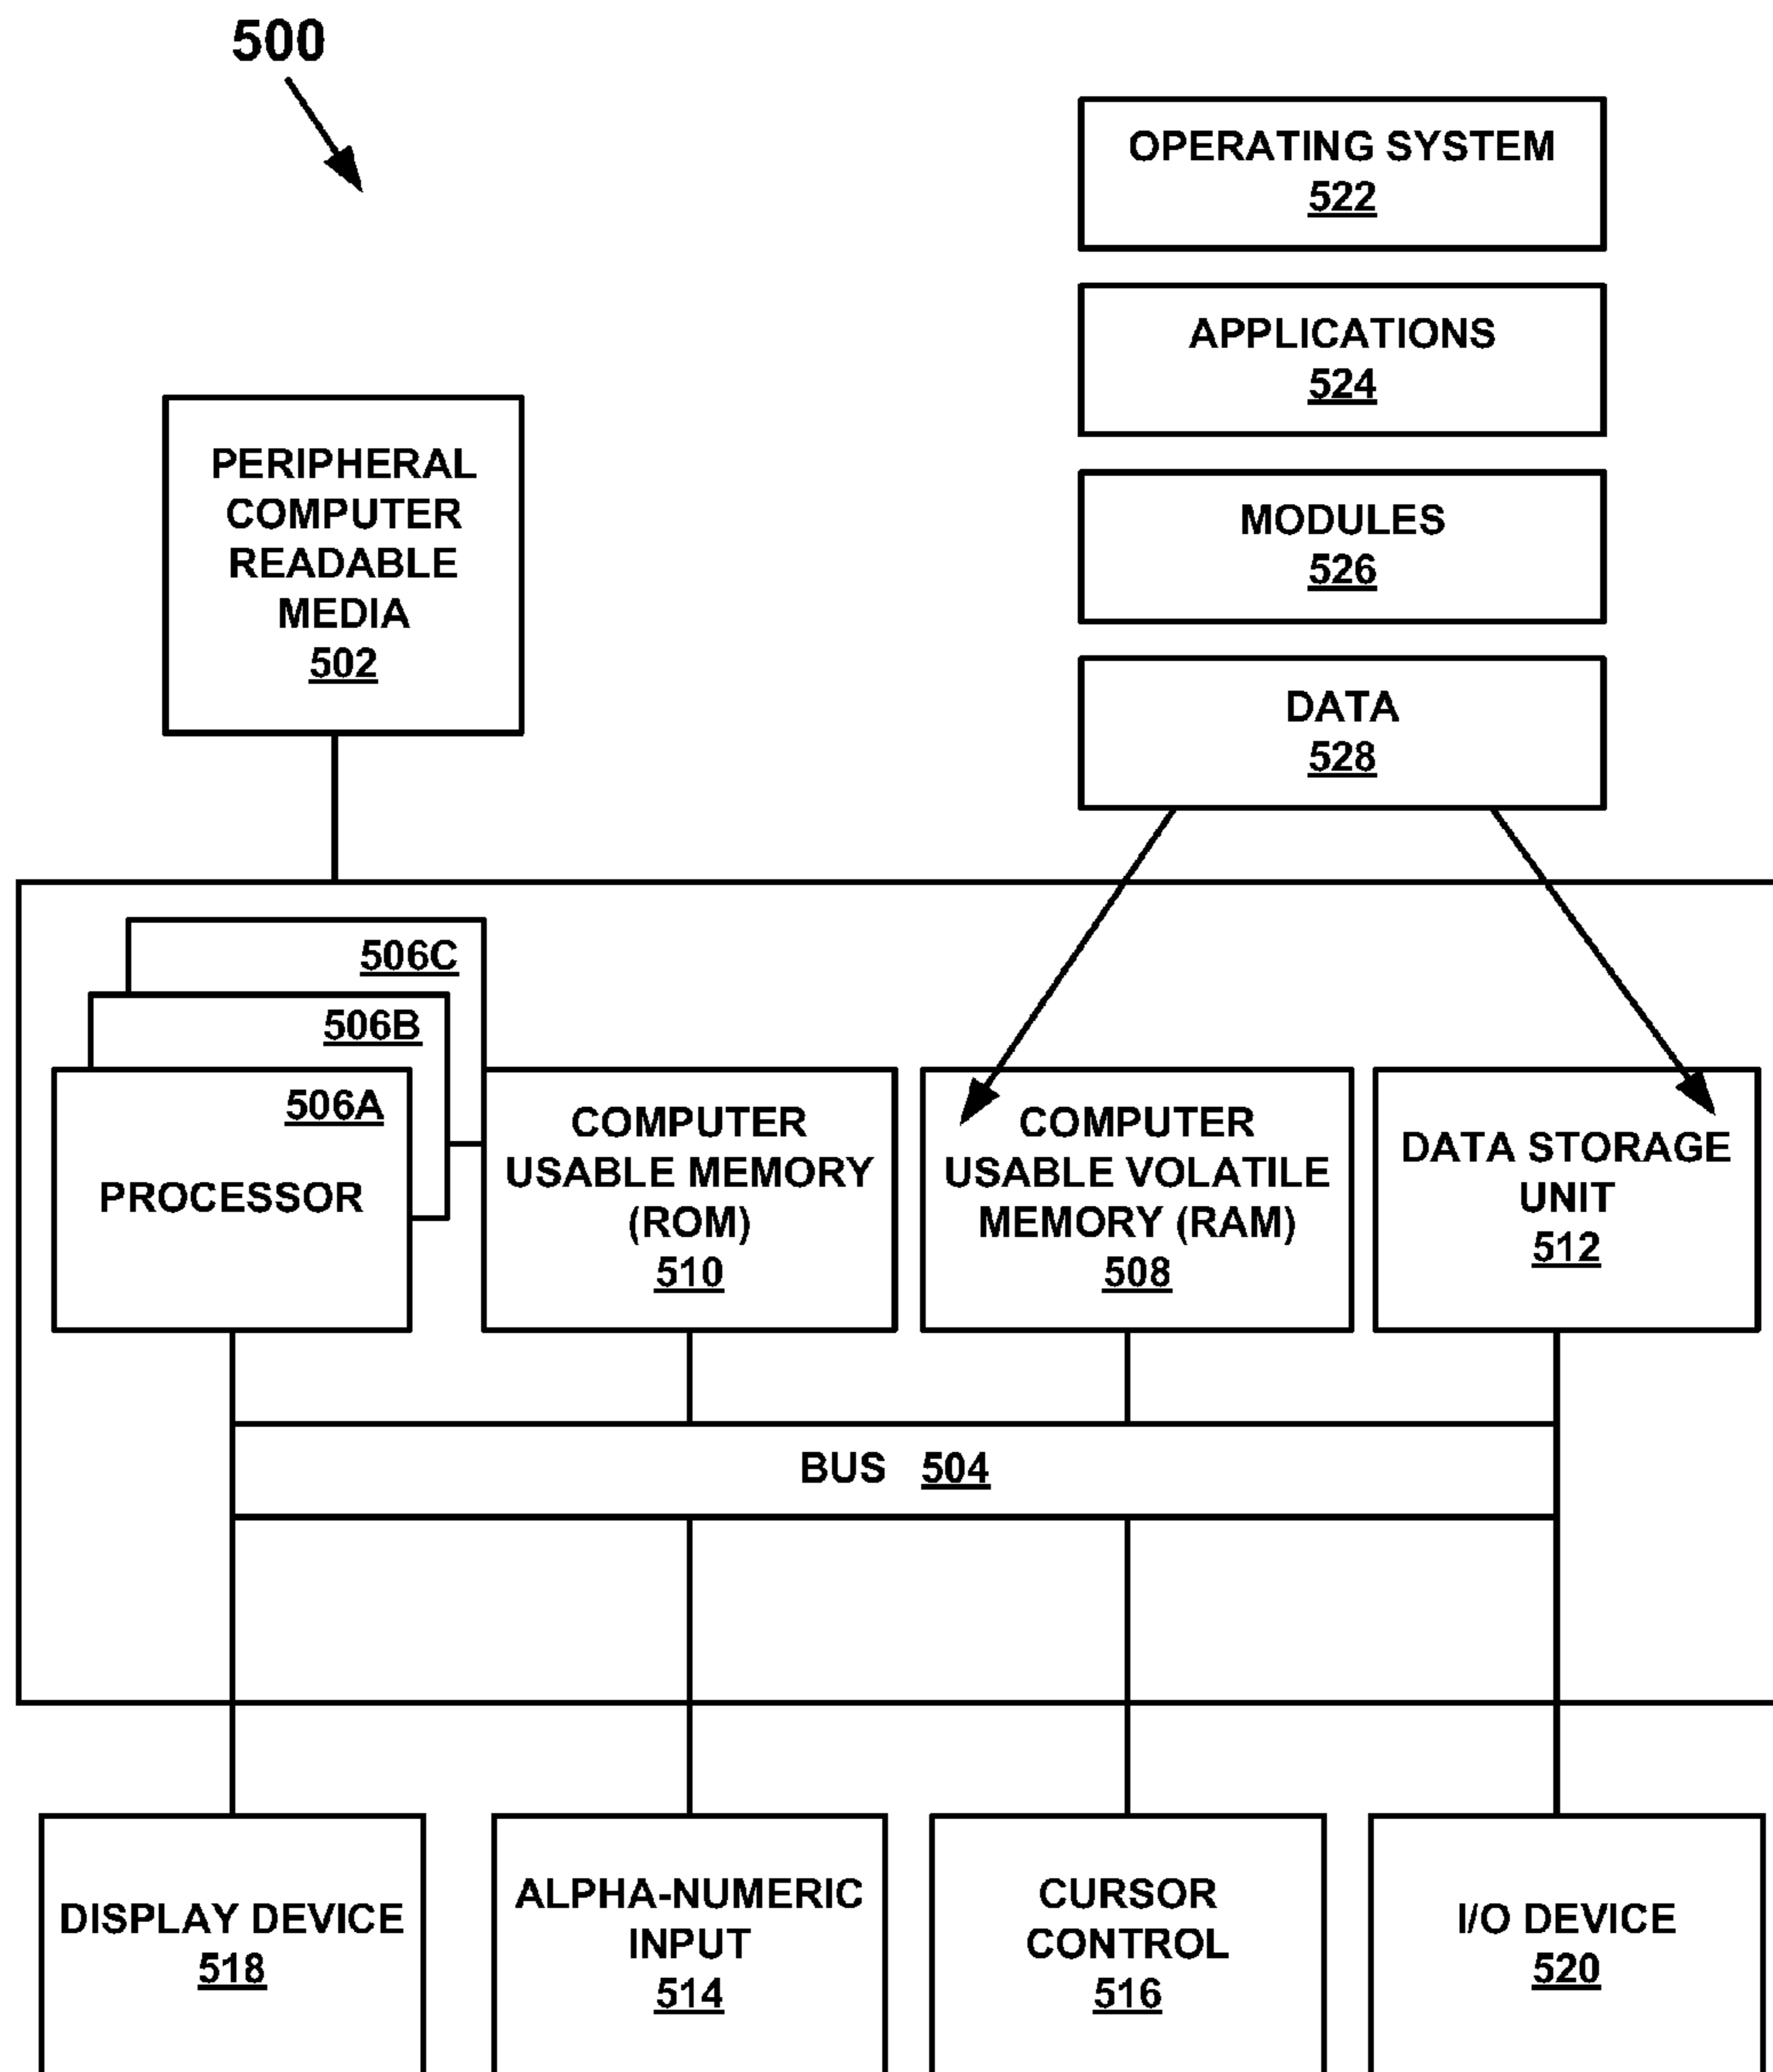 500
OPERATING SYSTEM
522
APPLICATIONS
524
MODULES
526
DATA
528
PERIPHERAL
COMPUTER
READABLE
MEDIA
502
506C
506B
506A
PROCESSOR
COMPUTER
USABLE MEMORY
(ROM)
510
COMPUTER
USABLE VOLATILE
MEMORY (RAM)
508
DATA STORAGE
UNIT
512
BUS 504
DISPLAY DEVICE
518
ALPHA-NUMERIC
INPUT
514
CURSOR
CONTROL
516
I/O DEVICE
520